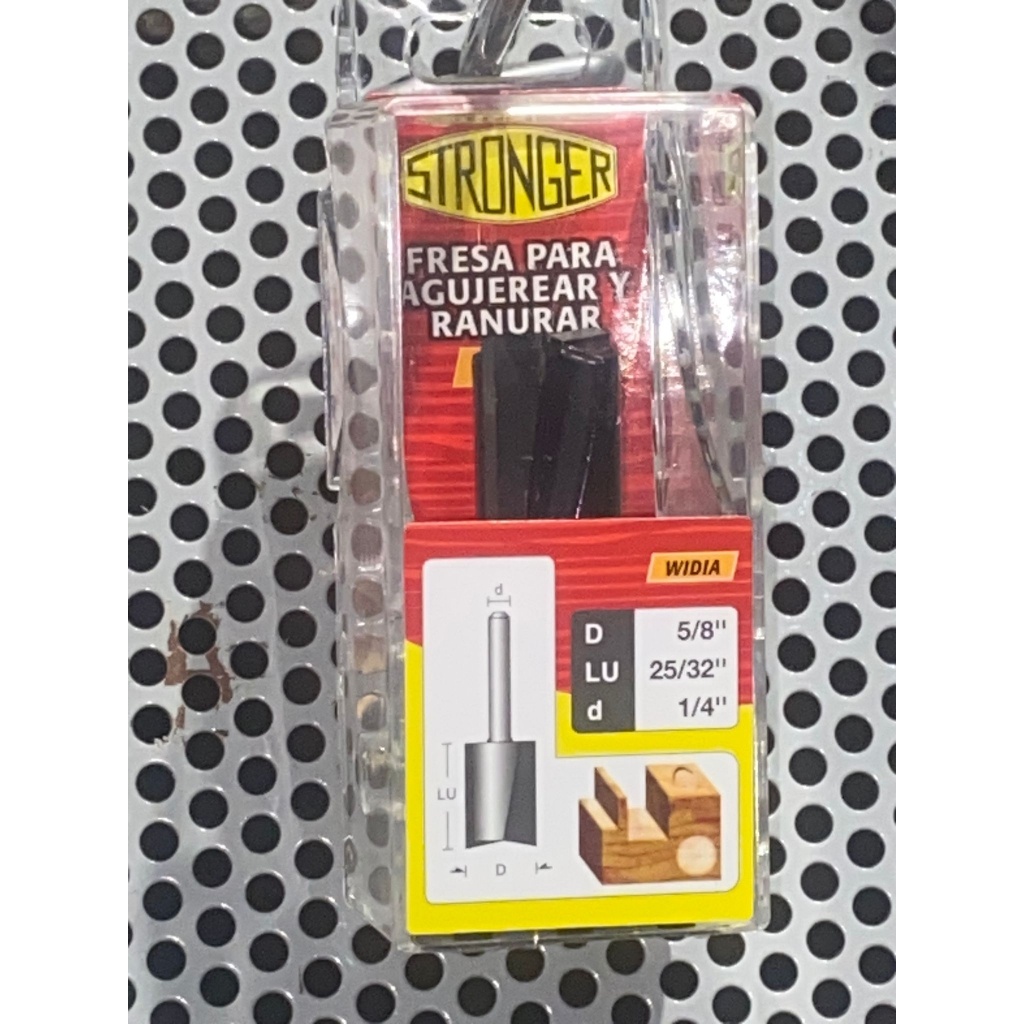 STRONGER
FRESA PARA
AGUJEREAR Y
RANURAR
WIDIA
d
D 5/8"
LU 25/32"
d 1/4"
LU
D